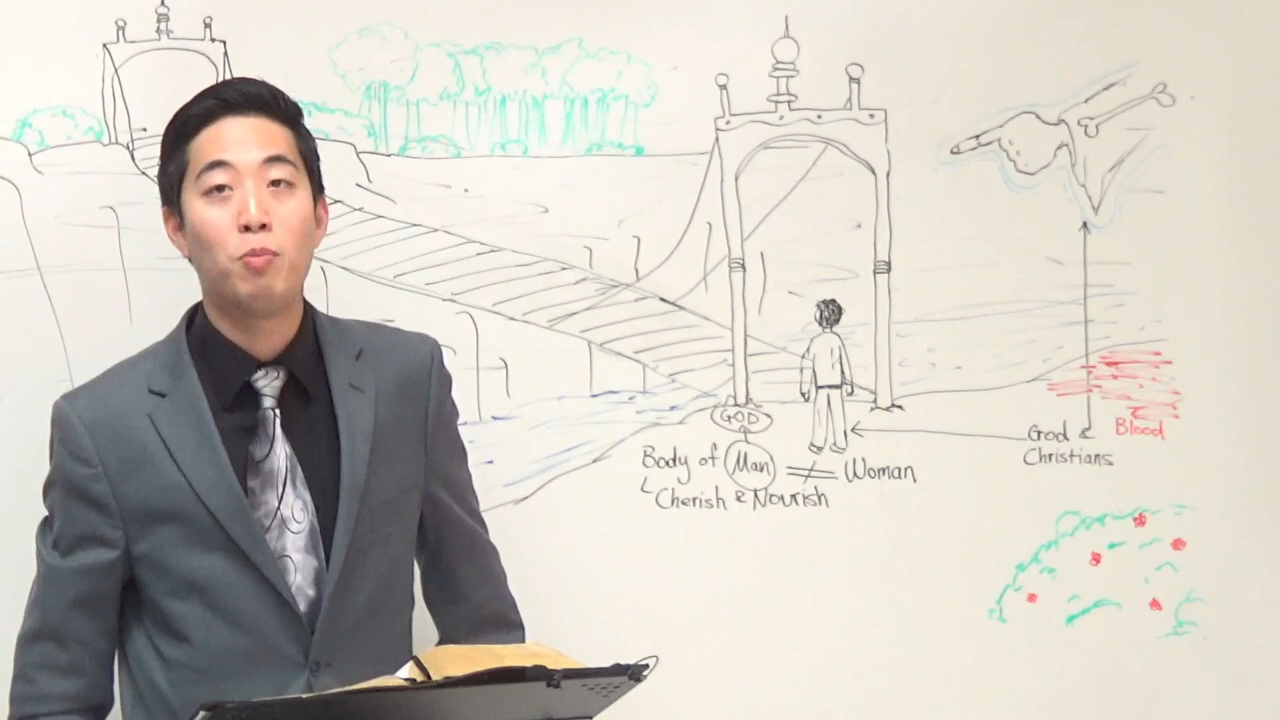 GOD
Body of Man ≠ Woman
Cherish & Nourish
God & Blood
Christians